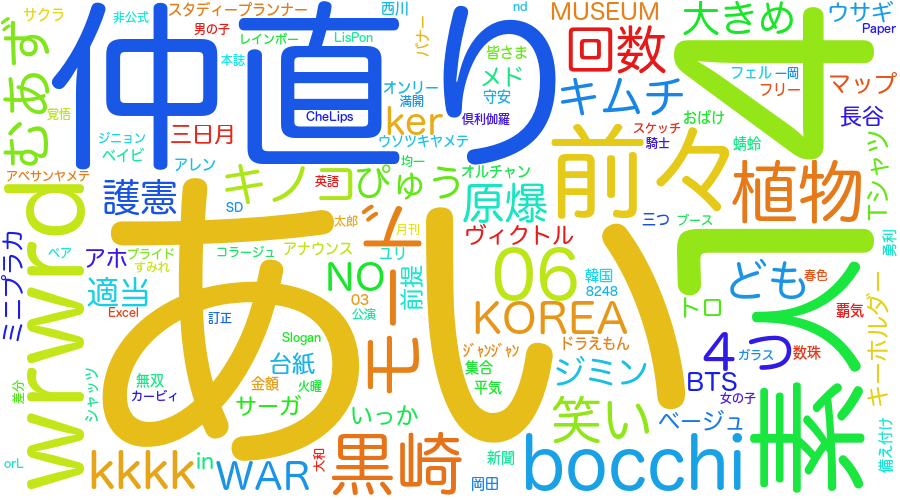 サクラ
非公式
スタディープランナー
西川
nd
MUSEUM
大きめ
ウサギ
Paper
男の子
レインボー
LisPon
バナー
本誌
仲直り
回数
皆さま
メド
フェルー岡
フリー
マップ
むあず
覚悟
オンリー
満開
守安
キムチ
4
長谷
CheLips
ker
倶利伽羅
スケッチ
騎士
おばけ
ジニョン
ベイビ
三日月
アレン
ウソツキヤメテ
前々
蜻蛉
Tシャツ
アベサンヤメテ
均一
英語
キノコ
ぴゅう
オルチャン
植物
護憲
原爆
SD
太郎
月刊
三つ
ブース
wrwrd
あしい
ヴィクトル
勇利
ミニブラカ
ペア
アホ
プライド
すみれ
コラージュ
アナウンス
ユリ
NO
前提
06
韓国
8248
ども
春色
適当
Excel
03
公演
KOREA
テロ
覇気
訂正
Slogan
モー
ドラえもん
4つ
ガラス
数珠
素人
キーホルダー
台紙
ジャンジャン
集合
平気
ジミン
BTS
女の子
差分
シャッツ
無双
カービィ
金額
火曜
サーガ
いっか
笑い
ベージュ
orL
kkkk
in
WAR
大和
黒崎
新聞
岡田
bocchi
備え付け